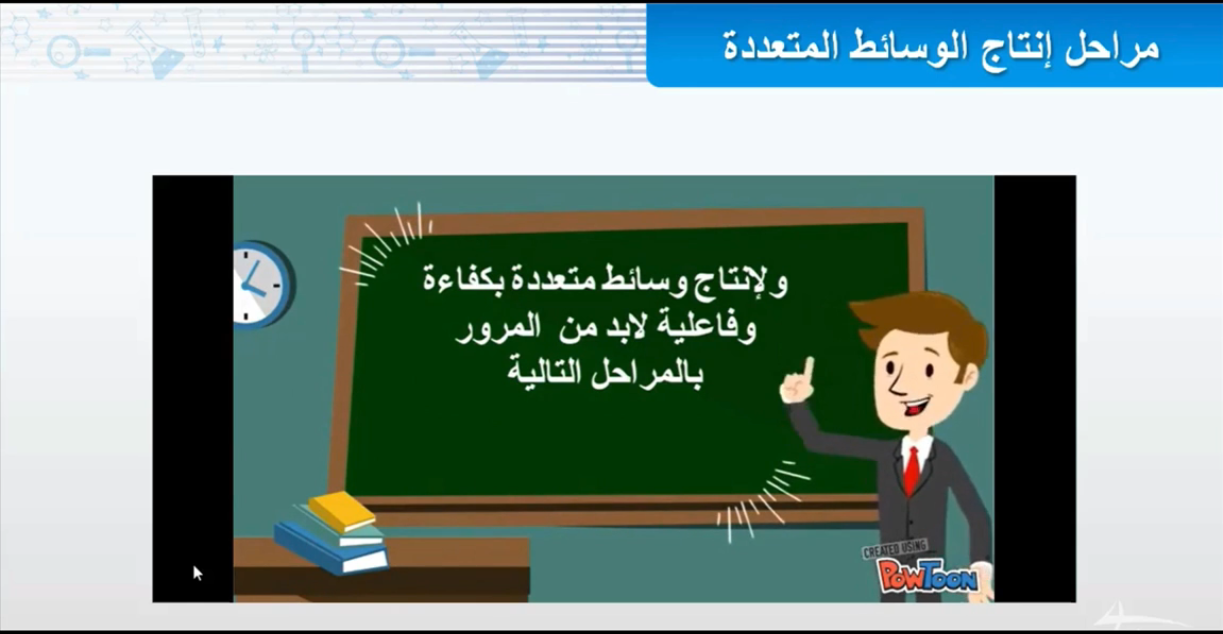 مراحل إنتاج الوسائط المتعددة
ولإنتاج وسائط متعددة بكفاءة
وفاعلية لابد من المرور
بالمراحل التالية
CREATED USING
POWTOON